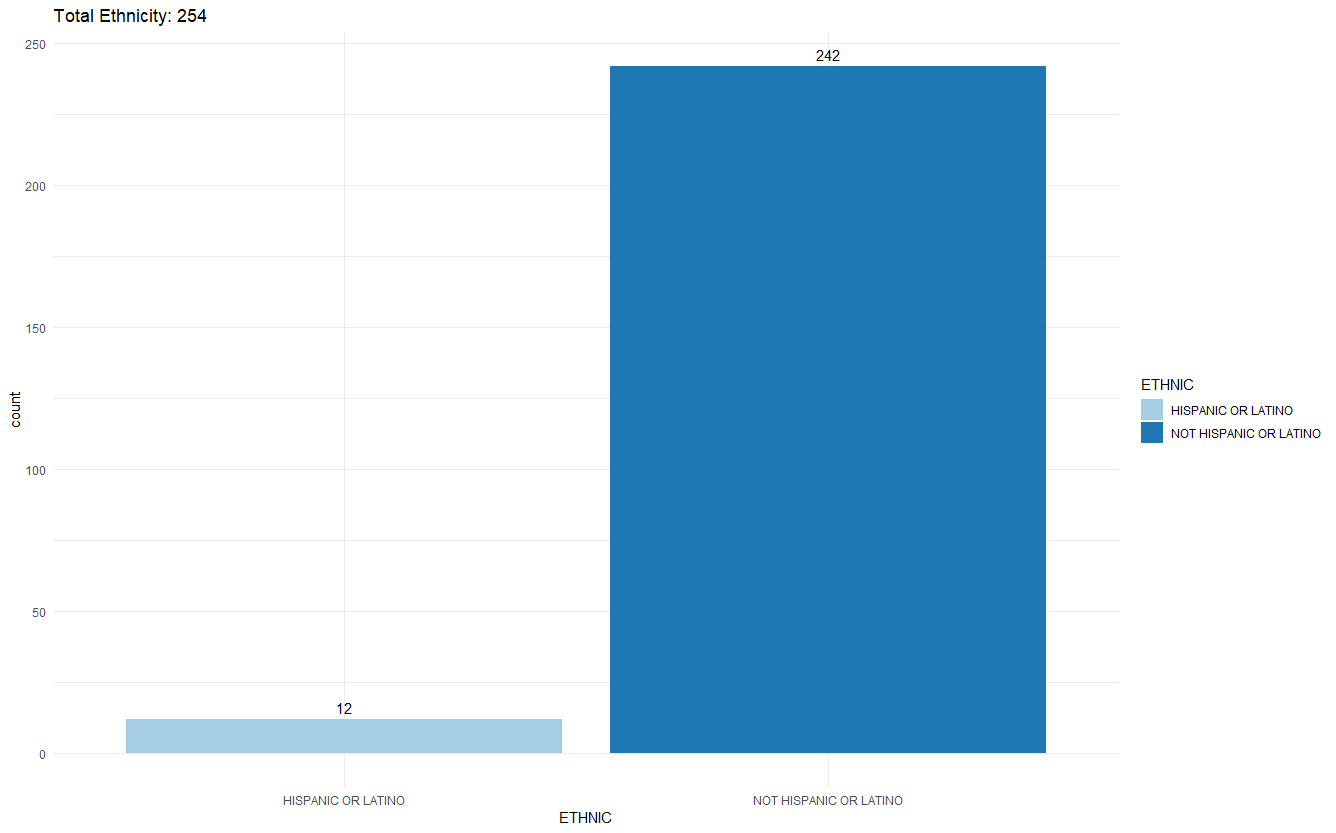 Total Ethnicity: 254
250
200
150
100
50
0
count
242
12
HISPANIC OR LATINO
NOT HISPANIC OR LATINO
ETHNIC
ETHNIC
HISPANIC OR LATINO
NOT HISPANIC OR LATINO